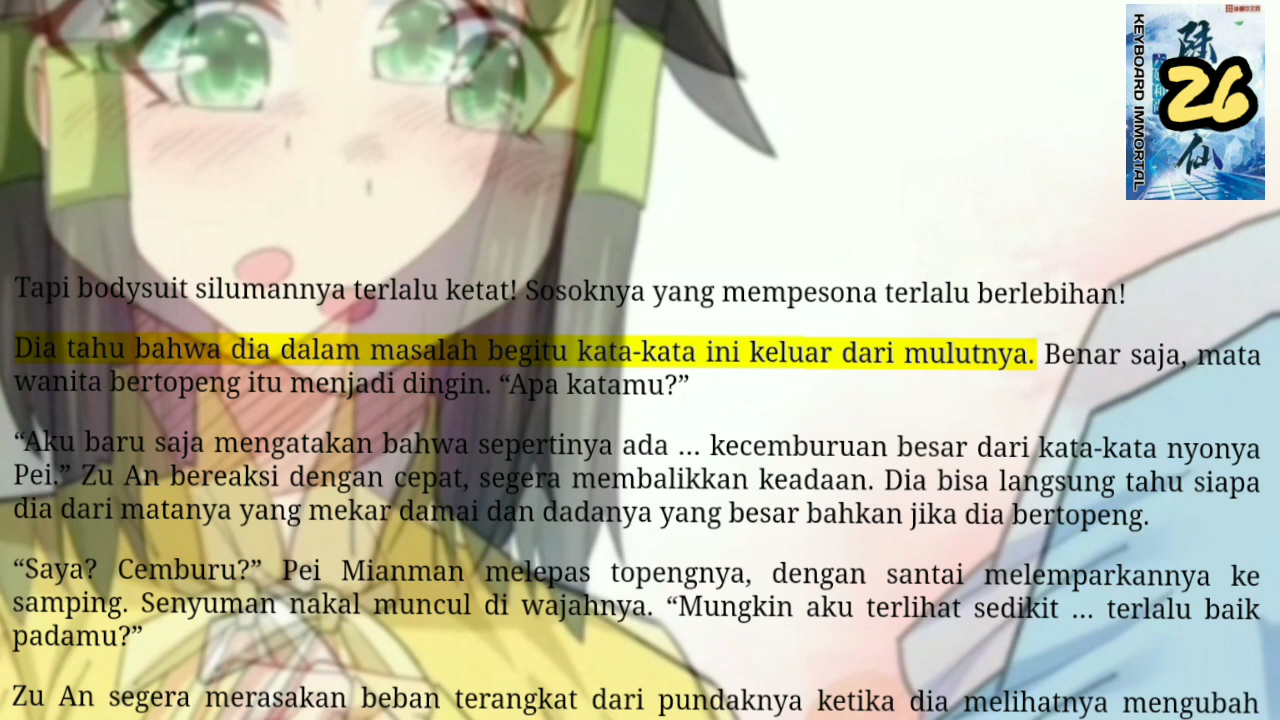 KEYBOARD IMMORTAL
26
仙
Tapi bodysuit silumannya terlalu ketat! Sosoknya yang mempesona terlalu berlebihan!
Dia tahu bahwa dia dalam masalah begitu kata-kata ini keluar dari mulutnya. Benar saja, mata
wanita bertopeng itu menjadi dingin. “Apa katamu?”
“Aku baru saja mengatakan bahwa sepertinya ada ... kecemburuan besar dari kata-kata nyonya
Pei.” Zu An bereaksi dengan cepat, segera membalikkan keadaan. Dia bisa langsung tahu siapa
dia dari matanya yang mekar damai dan dadanya yang besar bahkan jika dia bertopeng.
“Saya? Cemburu?” Pei Mianman melepas topengnya, dengan santai melemparkannya ke
samping. Senyuman nakal muncul di wajahnya. “Mungkin aku terlihat sedikit ... terlalu baik
padamu?”
Zu An segera merasakan beban terangkat dari pundaknya ketika dia melihatnya mengubah